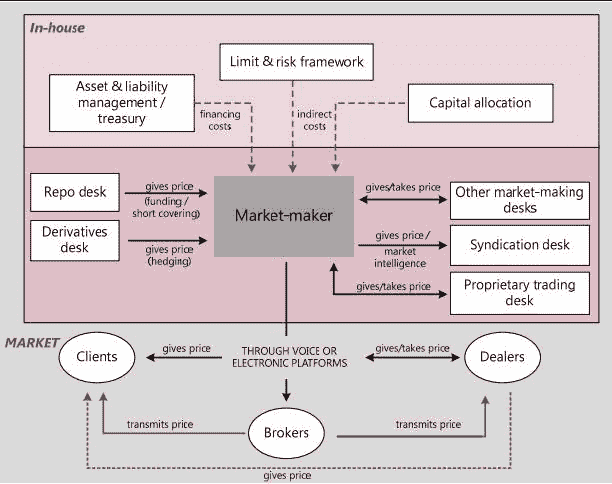 In-house
Limit & risk framework
Asset & liability
management /
treasury
Capital allocation
financing
costs
indirect
costs
Repo desk
gives price
(funding /
short covering)
Market-maker
gives/takes price
Other market-making
desks
Derivatives
desk
gives price
(hedging)
gives price /
market
intelligence
Syndication desk
gives/takes price
Proprietary trading
desk
MARKET
Clients
gives price
THROUGH VOICE OR
ELECTRONIC PLATFORMS
gives/takes price
Dealers
transmits price
Brokers
transmits price
gives price